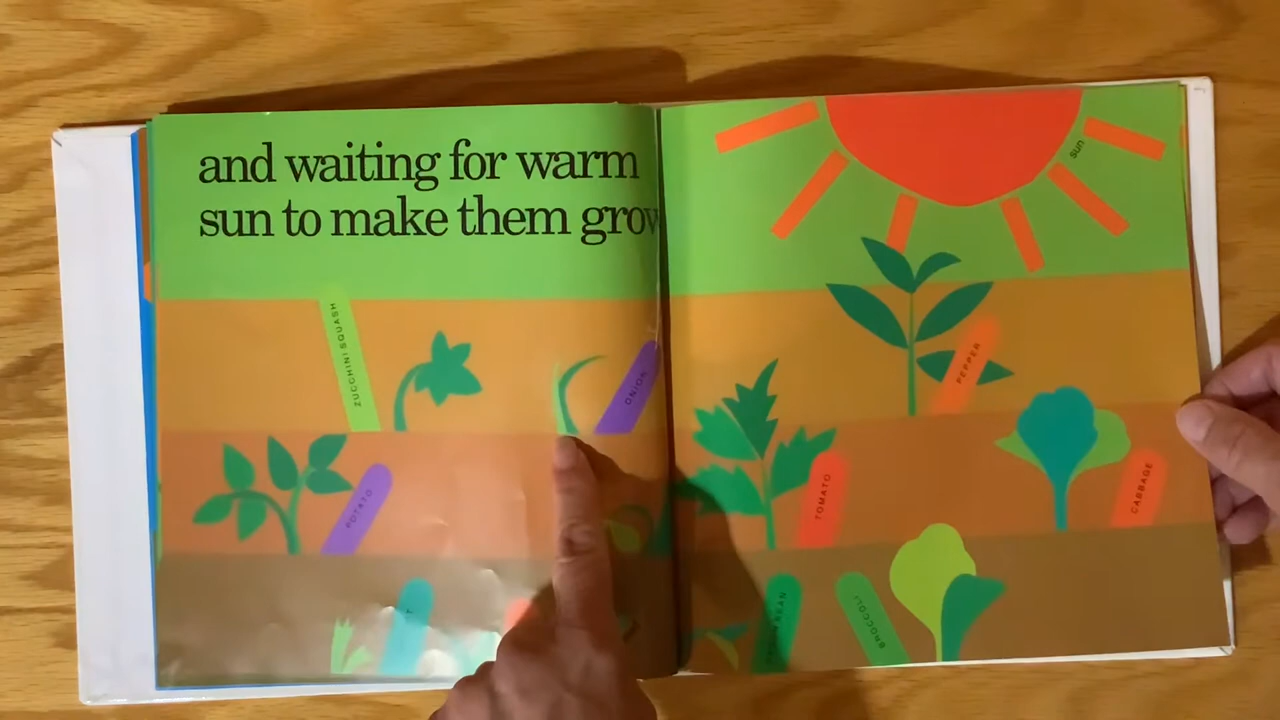 and waiting for warm
sun to make them grow
sun
ZUCCHINI SQUASH
ONION
PEPPER
POTATO
TOMATO
CABBAGE
BROCCOLI